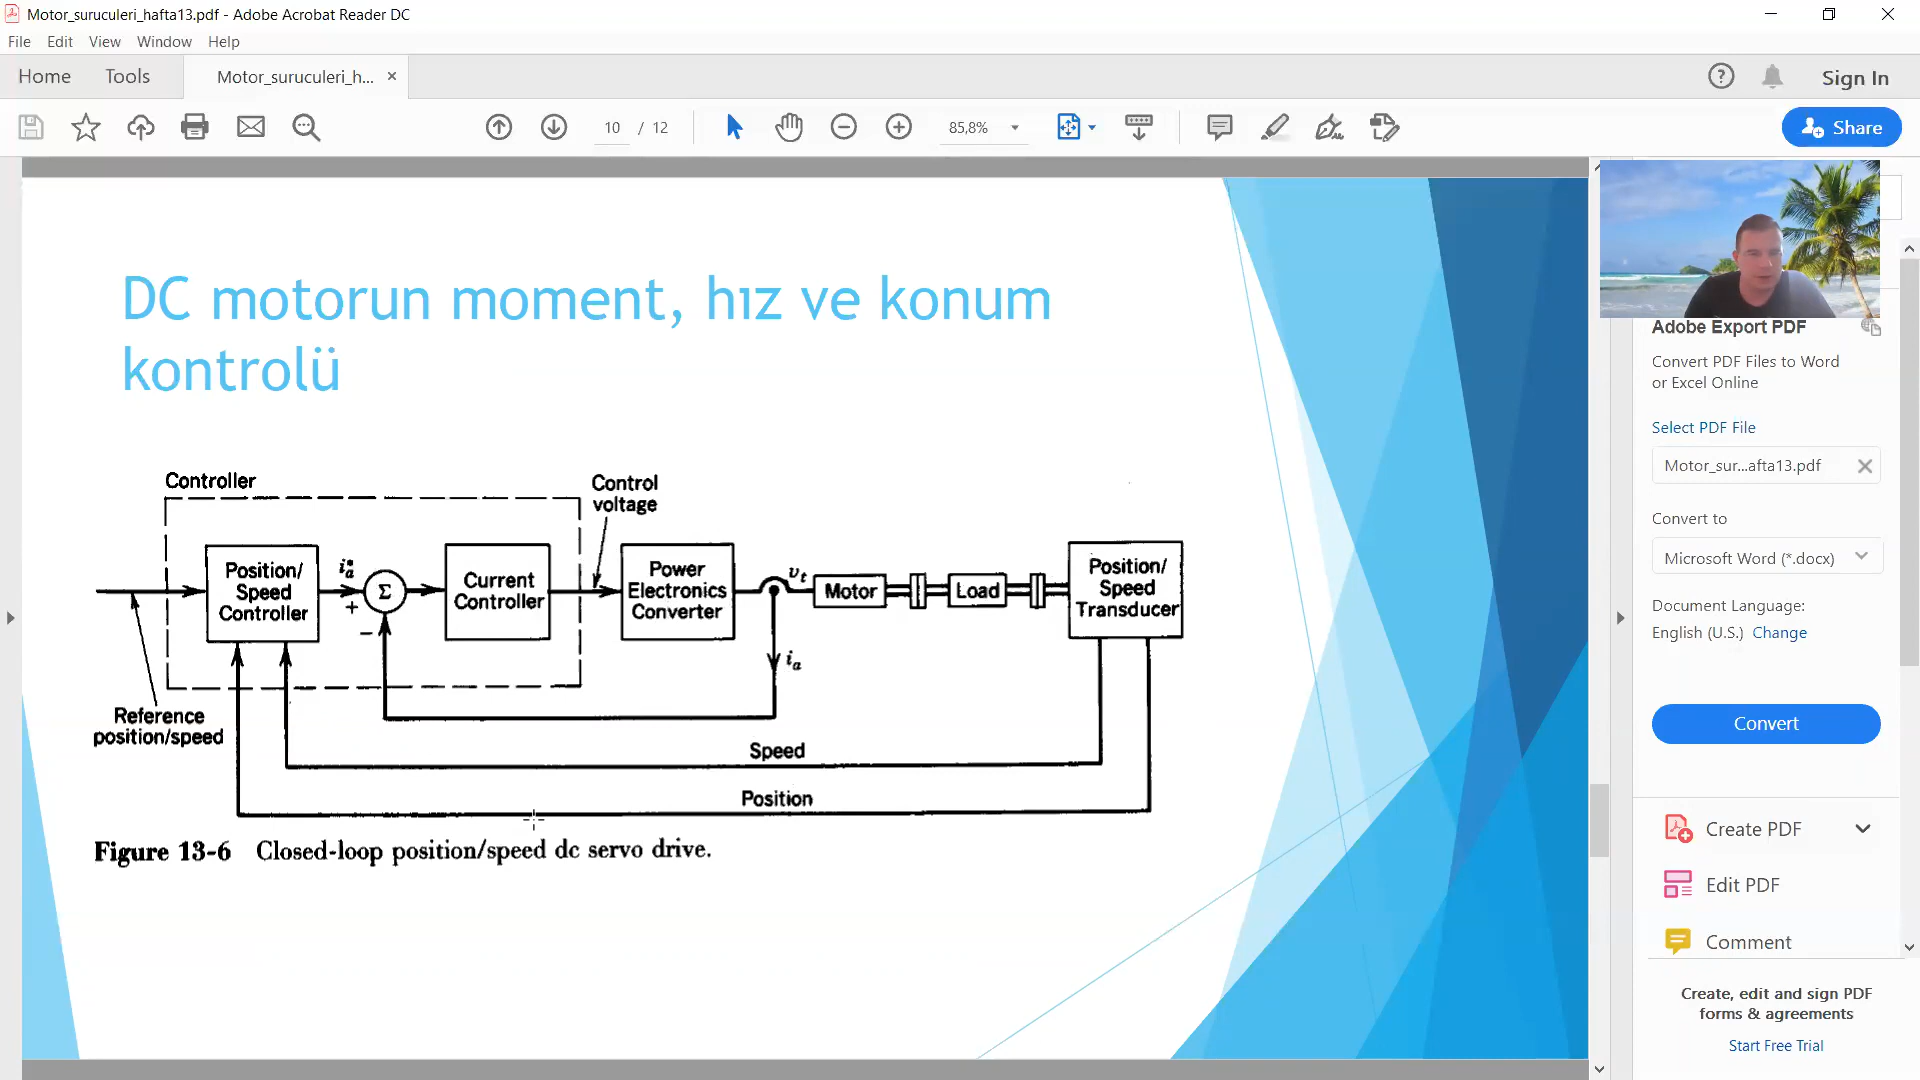 Motor_suruculeri_hafta13.pdf - Adobe Acrobat Reader DC
File Edit View Window Help
Home Tools Motor_suruculeri_h... ×
Sign In
10 / 12
85,8%
Share
DC motorun moment, hız ve konum
kontrolü
Controller
Control
voltage
Position/
Speed
Controller
i*a
+
−
Σ
Current
Controller
Power
Electronics
Converter
vt
Motor
Load
Position/
Speed
Transducer
ia
Reference
position/speed
Speed
Position
Figure 13-6 Closed-loop position/speed dc servo drive.
Adobe Export PDF
Convert PDF Files to Word
or Excel Online
Select PDF File
Motor_sur...afta13.pdf
Convert to
Microsoft Word (*.docx)
Document Language:
English (U.S.) Change
Convert
Create PDF
Edit PDF
Comment
Create, edit and sign PDF
forms & agreements
Start Free Trial